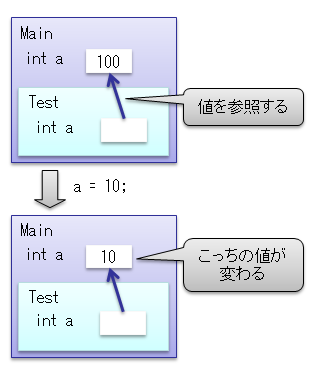 Main
int a 100
Test
int a
値を参照する
a = 10;
Main
int a 10
こっちの値が
変わる
Test
int a